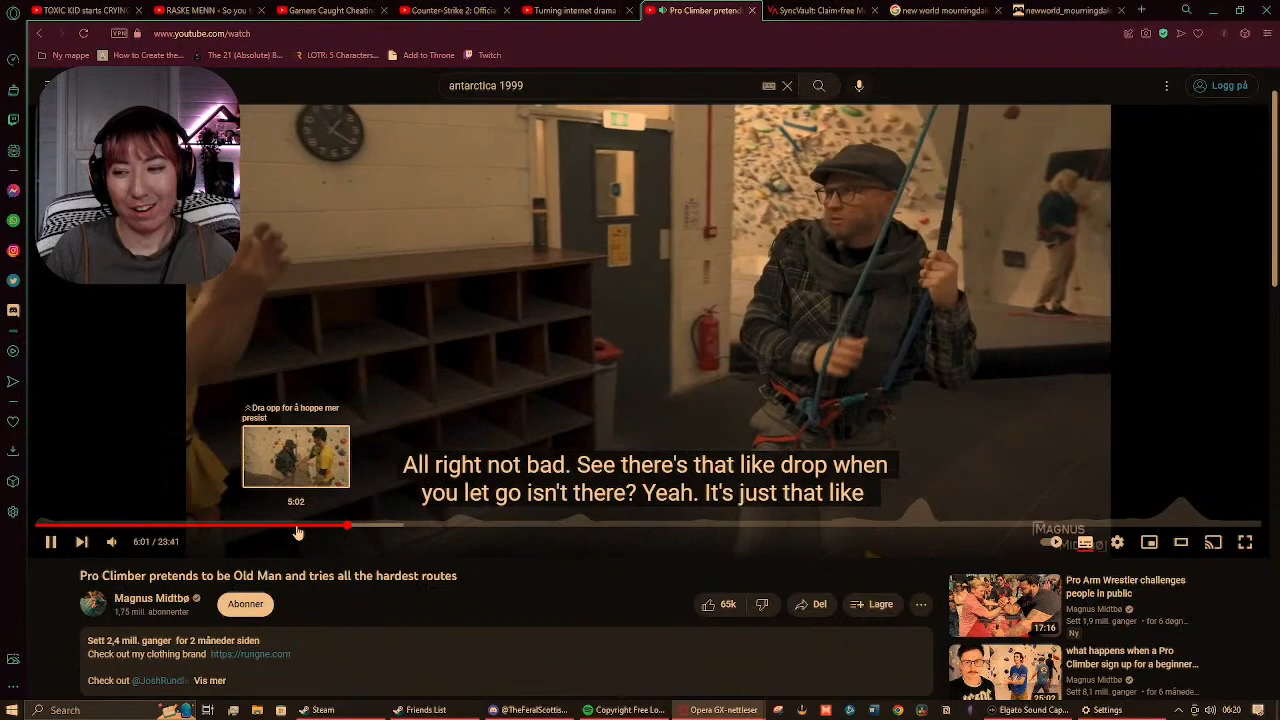 TOXIC KID starts CRYING
RASKE MENN • So you t
Gamers Caught Cheating
Counter-Strike 2: Offici
Turning internet drama i
Pro Climber pretend
SyncVault: Claim-free M
new world mourningdal
newworld_mourningdal
VPN
www.youtube.com/watch
Ny mappe
How to Create the...
The 21 (Absolute) B...
LOTR: 5 Characters...
Add to Throne
Twitch
antarctica 1999
Logg på
Dra opp for å hoppe mer
presist
5:02
All right not bad. See there's that like drop when
you let go isn't there? Yeah. It's just that like
MAGNUS
MIDTBØ
6:01 / 23:41
Pro Climber pretends to be Old Man and tries all the hardest routes
Magnus Midtbø
1,75 mill. abonnenter
Abonner
65k
Del
Lagre
Sett 2,4 mill. ganger for 2 måneder siden
Check out my clothing brand https://rungne.com
Check out @JoshRundl
Vis mer
Pro Arm Wrestler challenges
people in public
Magnus Midtbø
Sett 1,9 mill. ganger • for 6 døgn...
Ny
17:16
what happens when a Pro
Climber sign up for a beginner...
Magnus Midtbø
Sett 8,1 mill. ganger • for 6 månede...
25:02
Search
Steam
Friends List
@TheFeralScottis...
Copyright Free Lo...
Opera GX-nettleser
Elgato Sound Cap...
Settings
06:20